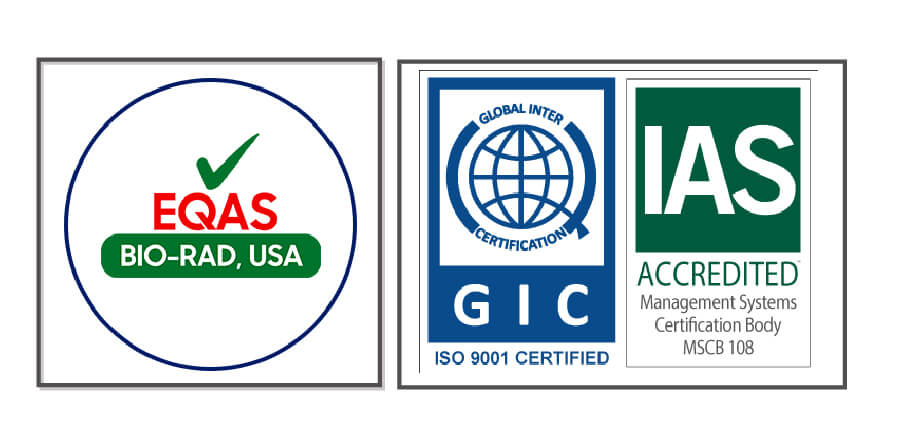 EQAS
BIO-RAD, USA
GLOBAL INTER
CERTIFICATION
G I C
ISO 9001 CERTIFIED
IAS
ACCREDITED
Management Systems
Certification Body
MSCB 108